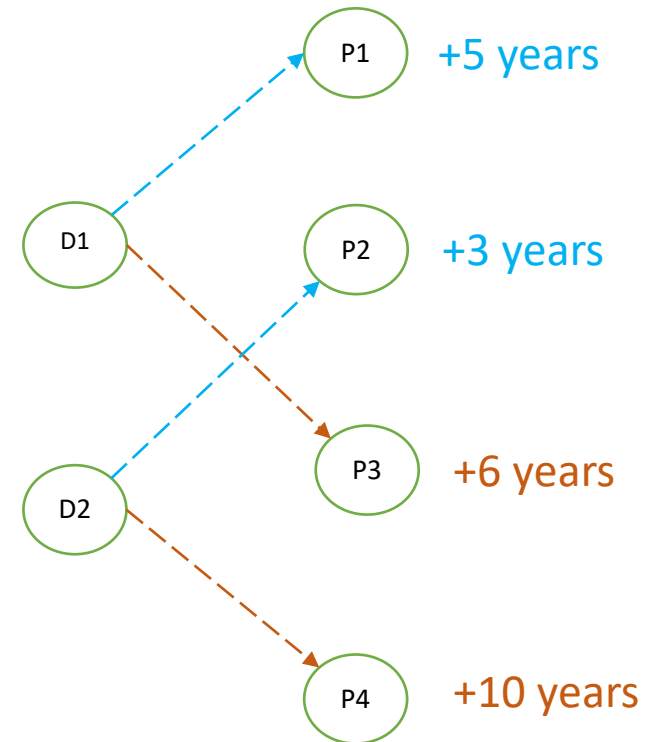 P1 +5 years
D1
P2 +3 years
P3 +6 years
D2
P4 +10 years